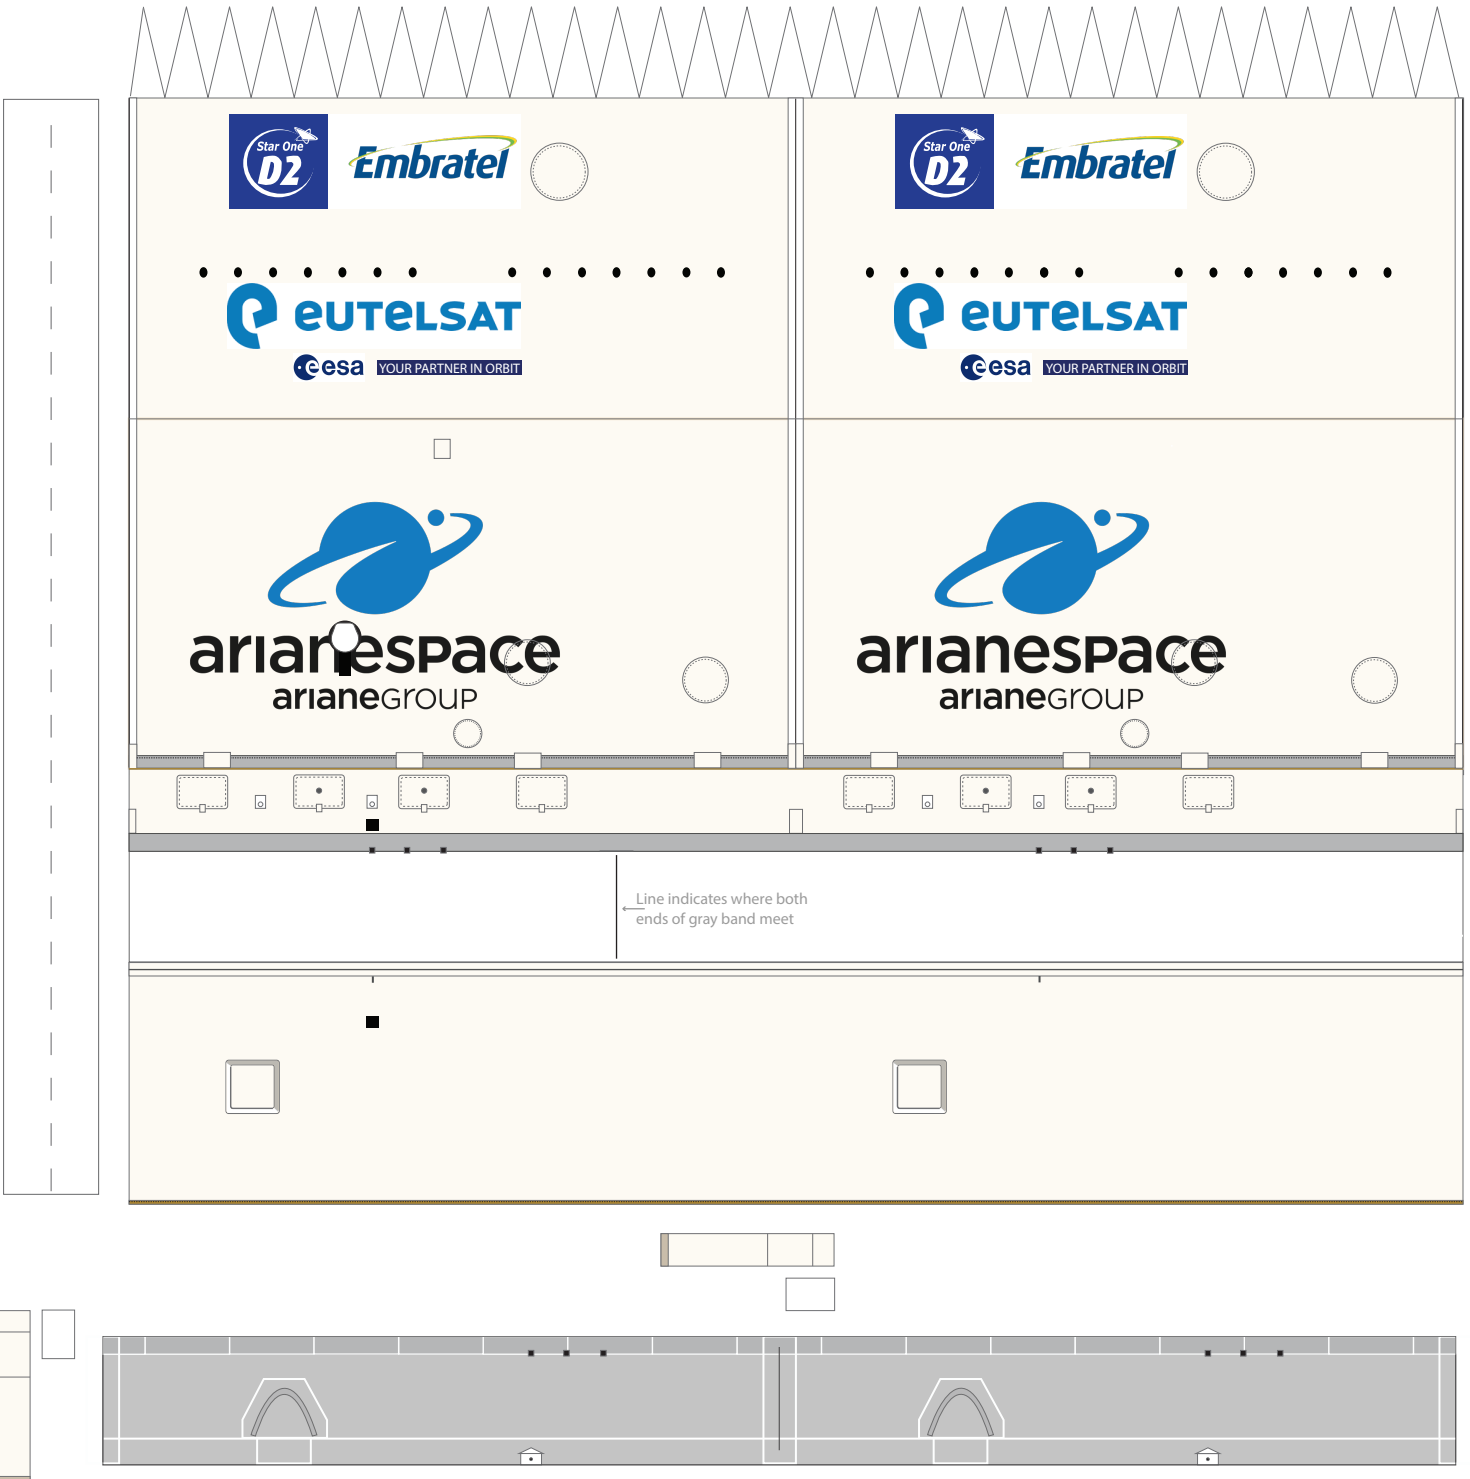 Star One
D2
Embratel
Star One
D2
Embratel
eUTeLSAT
eUTeLSAT
esa
YOUR PARTNER IN ORBIT
esa
YOUR PARTNER IN ORBIT
arianespace
arianespace
arianeGROUP
arianeGROUP
Line indicates where both
ends of gray band meet